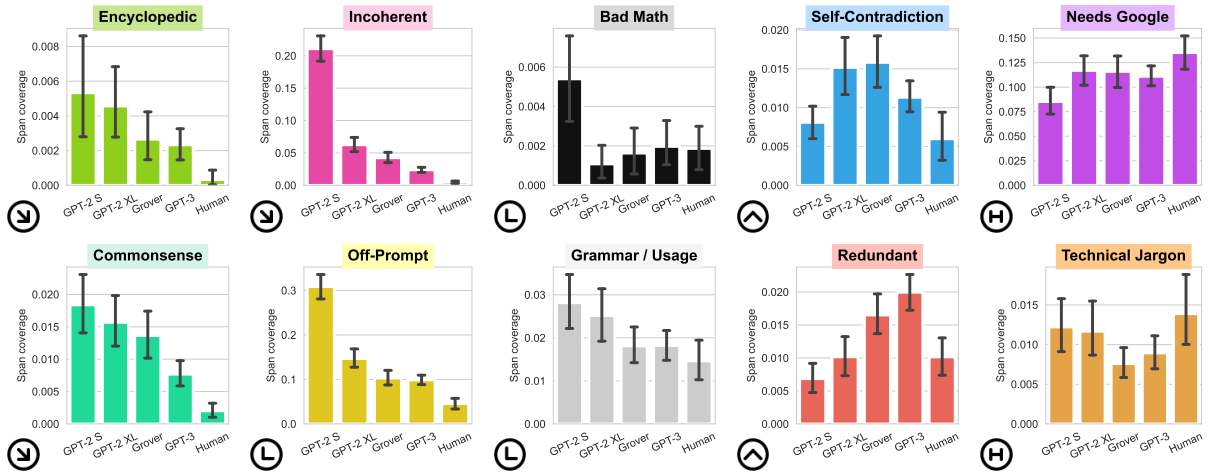 Encyclopedic
Span coverage
0.008
0.006
0.004
0.002
0.000
GPT-2 S
GPT-2 XL
Grover
GPT-3
Human
Incoherent
Span coverage
0.20
0.15
0.10
0.05
0.00
GPT-2 S
GPT-2 XL
Grover
GPT-3
Human
Bad Math
Span coverage
0.006
0.004
0.002
0.000
GPT-2 S
GPT-2 XL
Grover
GPT-3
Human
Self-Contradiction
Span coverage
0.020
0.015
0.010
0.005
0.000
GPT-2 S
GPT-2 XL
Grover
GPT-3
Human
Needs Google
Span coverage
0.150
0.125
0.100
0.075
0.050
0.025
0.000
GPT-2 S
GPT-2 XL
Grover
GPT-3
Human
Commonsense
Span coverage
0.020
0.015
0.010
0.005
0.000
GPT-2 S
GPT-2 XL
Grover
GPT-3
Human
Off-Prompt
Span coverage
0.3
0.2
0.1
0.0
GPT-2 S
GPT-2 XL
Grover
GPT-3
Human
Grammar / Usage
Span coverage
0.03
0.02
0.01
0.00
GPT-2 S
GPT-2 XL
Grover
GPT-3
Human
Redundant
Span coverage
0.020
0.015
0.010
0.005
0.000
GPT-2 S
GPT-2 XL
Grover
GPT-3
Human
Technical Jargon
Span coverage
0.015
0.010
0.005
0.000
GPT-2 S
GPT-2 XL
Grover
GPT-3
Human